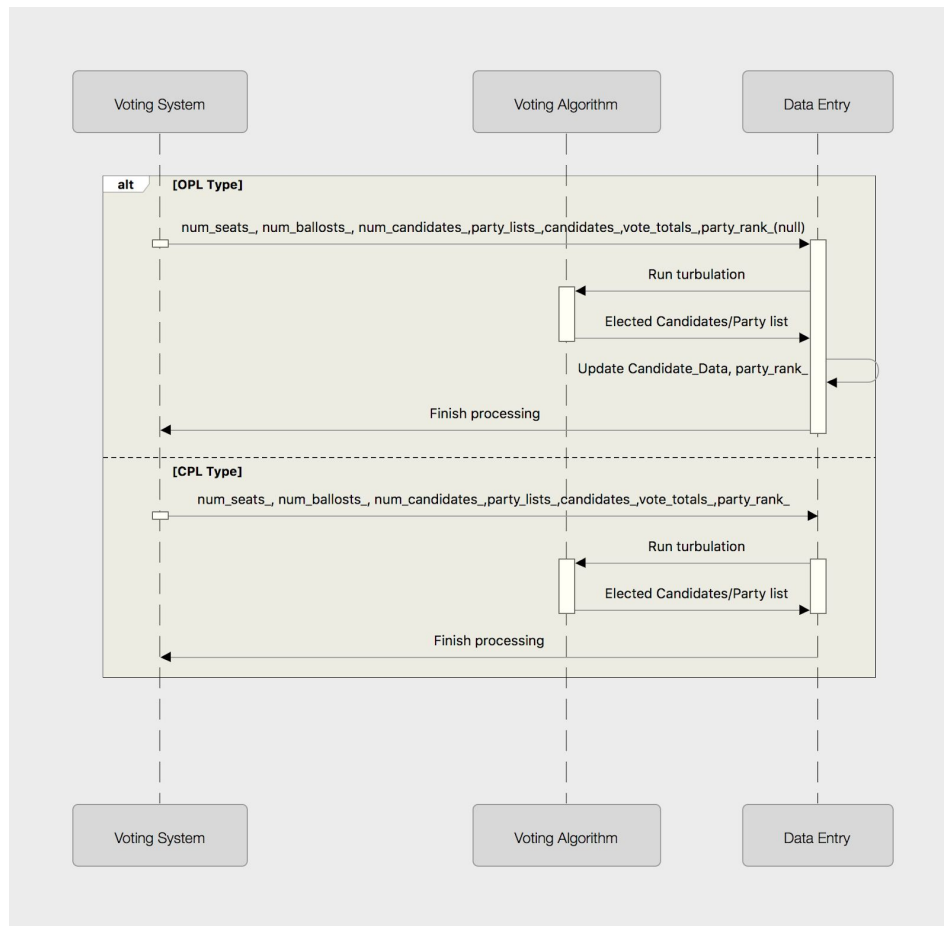 Voting System
Voting Algorithm
Data Entry
alt
[OPL Type]
num_seats_, num_ballosts_, num_candidates_,party_lists_,candidates_,vote_totals_,party_rank_(null)
Run turbulation
Elected Candidates/Party list
Update Candidate_Data, party_rank_
Finish processing
[CPL Type]
num_seats_, num_ballosts_, num_candidates_,party_lists_,candidates_,vote_totals_,party_rank_
Run turbulation
Elected Candidates/Party list
Finish processing
Voting System
Voting Algorithm
Data Entry